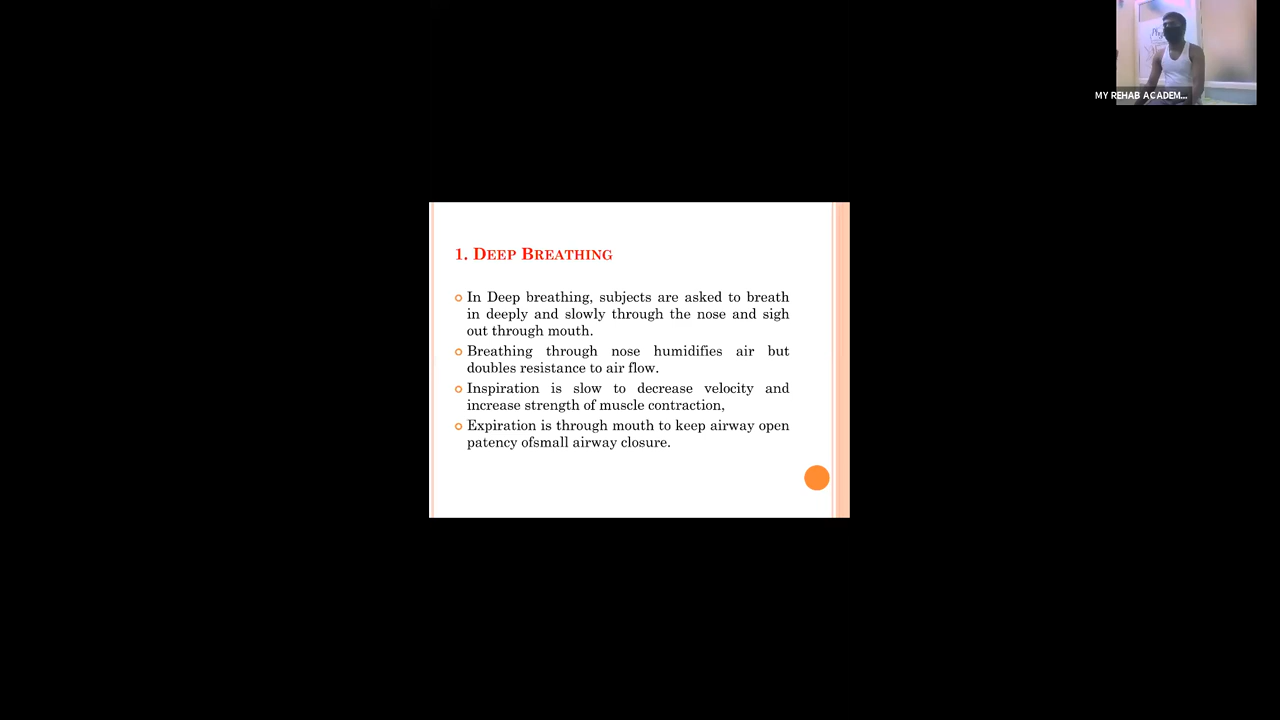 MY REHAB ACADEM...
1. DEEP BREATHING
In Deep breathing, subjects are asked to breath
in deeply and slowly through the nose and sigh
out through mouth.
Breathing through nose humidifies air but
doubles resistance to air flow.
Inspiration is slow to decrease velocity and
increase strength of muscle contraction,
Expiration is through mouth to keep airway open
patency ofsmall airway closure.